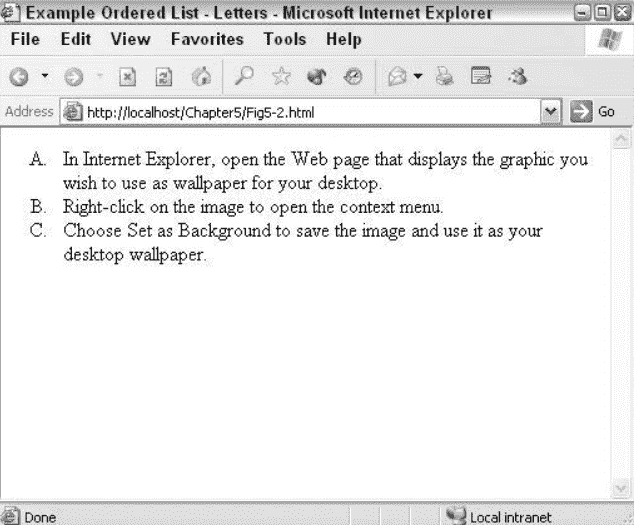 Example Ordered List - Letters - Microsoft Internet Explorer
File Edit View Favorites Tools Help
Address http://localhost/Chapter5/Fig5-2.html Go
A. In Internet Explorer, open the Web page that displays the graphic you
wish to use as wallpaper for your desktop.
B. Right-click on the image to open the context menu.
C. Choose Set as Background to save the image and use it as your
desktop wallpaper.
Done Local intranet